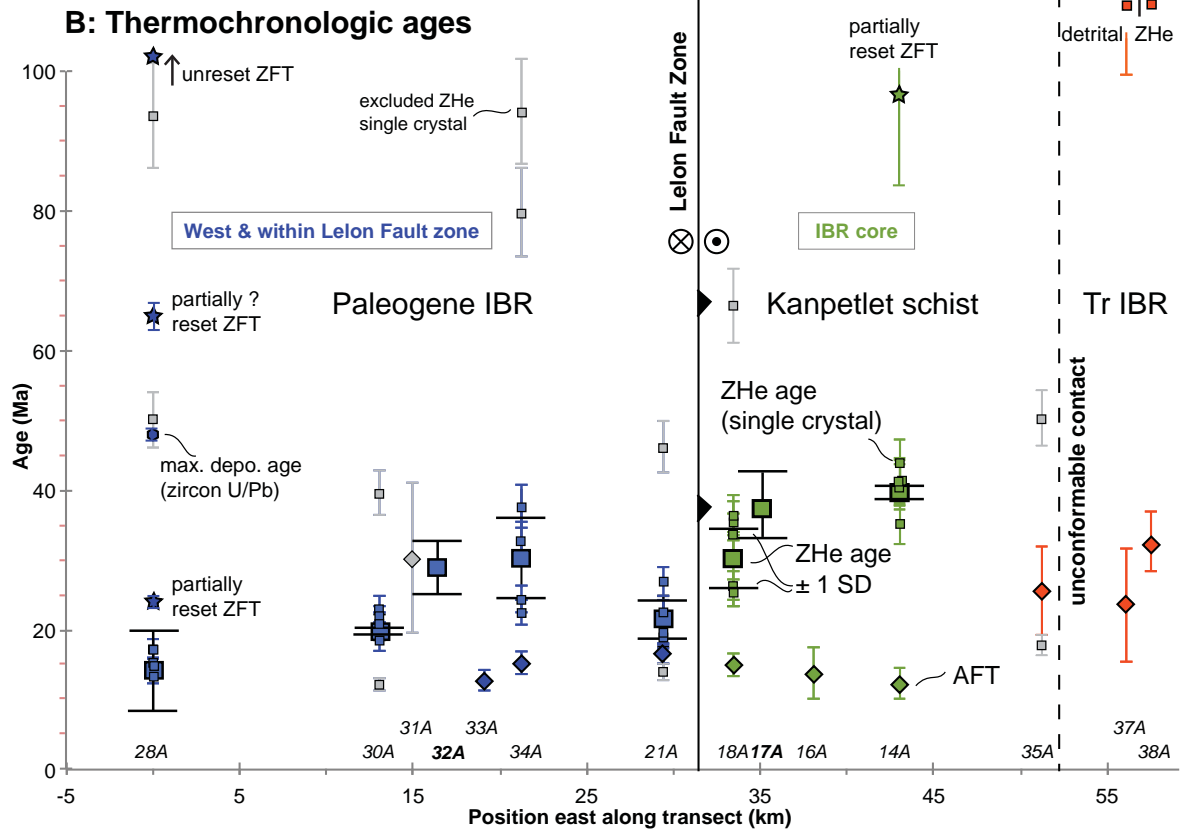 B: Thermochronologic ages
unreset ZFT
excluded ZHe
single crystal
partially
reset ZFT
detrital ZHe
Lelon Fault Zone
West & within Lelon Fault zone
IBR core
partially ?
reset ZFT
Paleogene IBR
Kanpetlet schist
Tr IBR
max. depo. age
(zircon U/Pb)
ZHe age
(single crystal)
unconformable contact
partially
reset ZFT
ZHe age
± 1 SD
AFT
31A
33A
37A
28A
30A
32A
34A
21A
18A
17A
16A
14A
35A
38A
Age (Ma)
100
80
60
40
20
0
-5
5
15
25
35
45
55
Position east along transect (km)